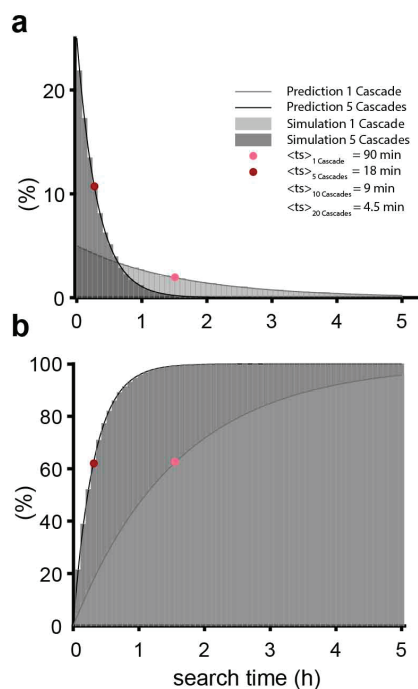 a
20
10
0
(%)
Prediction 1 Cascade
Prediction 5 Cascades
Simulation 1 Cascade
Simulation 5 Cascades
<ts>1 Cascade = 90 min
<ts>5 Cascades = 18 min
<ts>10 Cascades = 9 min
<ts>20 Cascades = 4.5 min
0 1 2 3 4 5
b
100
80
60
40
20
0
(%)
0 1 2 3 4 5
search time (h)